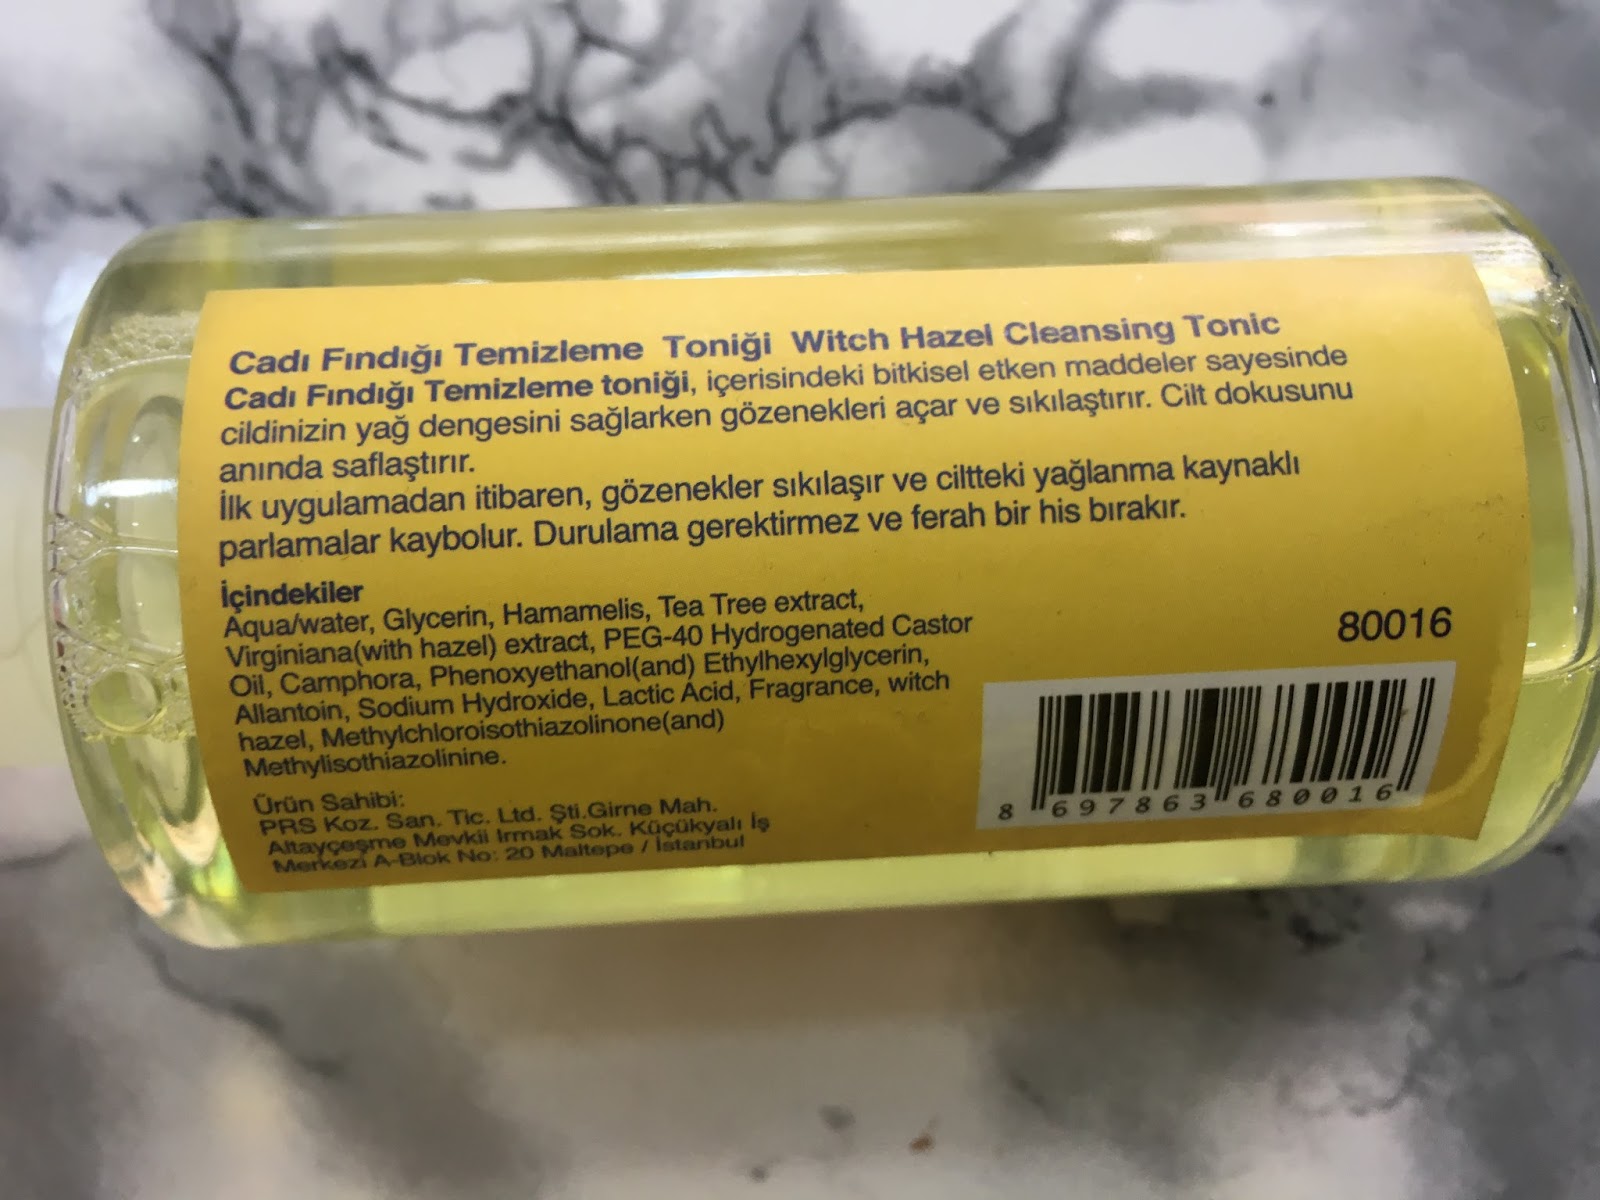 Cadı Fındığı Temizleme Toniği Witch Hazel Cleansing Tonic
Cadı Fındığı Temizleme toniği, içerisindeki bitkisel etken maddeler sayesinde
cildinizin yağ dengesini sağlarken gözenekleri açar ve sıkılaştırır. Cilt dokusunu
anında saflaştırır.
İlk uygulamadan itibaren, gözenekler sıkılaşır ve ciltteki yağlanma kaynaklı
parlamalar kaybolur. Durulama gerektirmez ve ferah bir his bırakır.
İçindekiler
Aqua/water, Glycerin, Hamamelis, Tea Tree extract,
Virginiana(with hazel) extract, PEG-40 Hydrogenated Castor
Oil, Camphora, Phenoxyethanol(and) Ethylhexylglycerin,
Allantoin, Sodium Hydroxide, Lactic Acid, Fragrance, witch
hazel, Methylchloroisothiazolinone(and)
Methylisothiazolinine.
Ürün Sahibi:
PRS Koz. San. Tic. Ltd. Şti.Girne Mah.
Altayçeşme Mevkii Irmak Sok. Küçükyalı İş
Merkezi A-Blok No: 20 Maltepe / İstanbul
80016
8 697863 680016